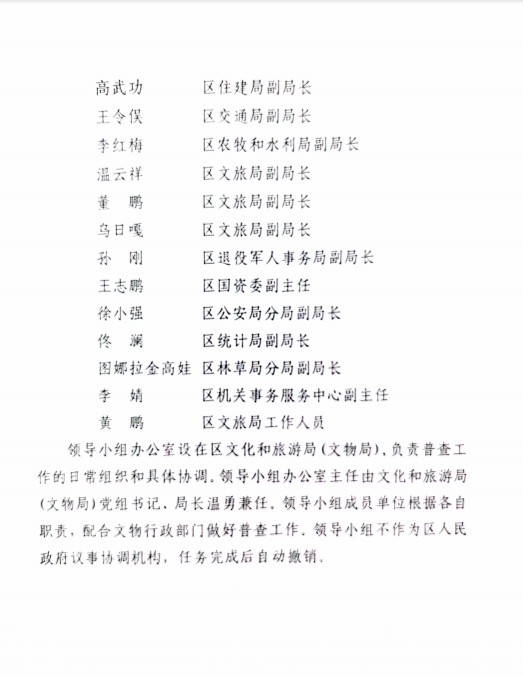 高武功 区住建局副局长
王令俣 区交通局副局长
李红梅 区农牧和水利局副局长
温云祥 区文旅局副局长
董 鹏 区文旅局副局长
乌日嘎 区文旅局副局长
孙 刚 区退役军人事务局副局长
王志鹏 区国资委副主任
徐小强 区公安局分局副局长
佟 澜 区统计局副局长
图娜拉金高娃 区林草局分局副局长
李 婧 区机关事务服务中心副主任
黄 鹏 区文旅局工作人员
领导小组办公室设在区文化和旅游局(文物局),负责普查工
作的日常组织和具体协调。领导小组办公室主任由文化和旅游局
(文物局)党组书记、局长温勇兼任。领导小组成员单位根据各自
职责,配合文物行政部门做好普查工作。领导小组不作为区人民
政府议事协调机构,任务完成后自动撤销。